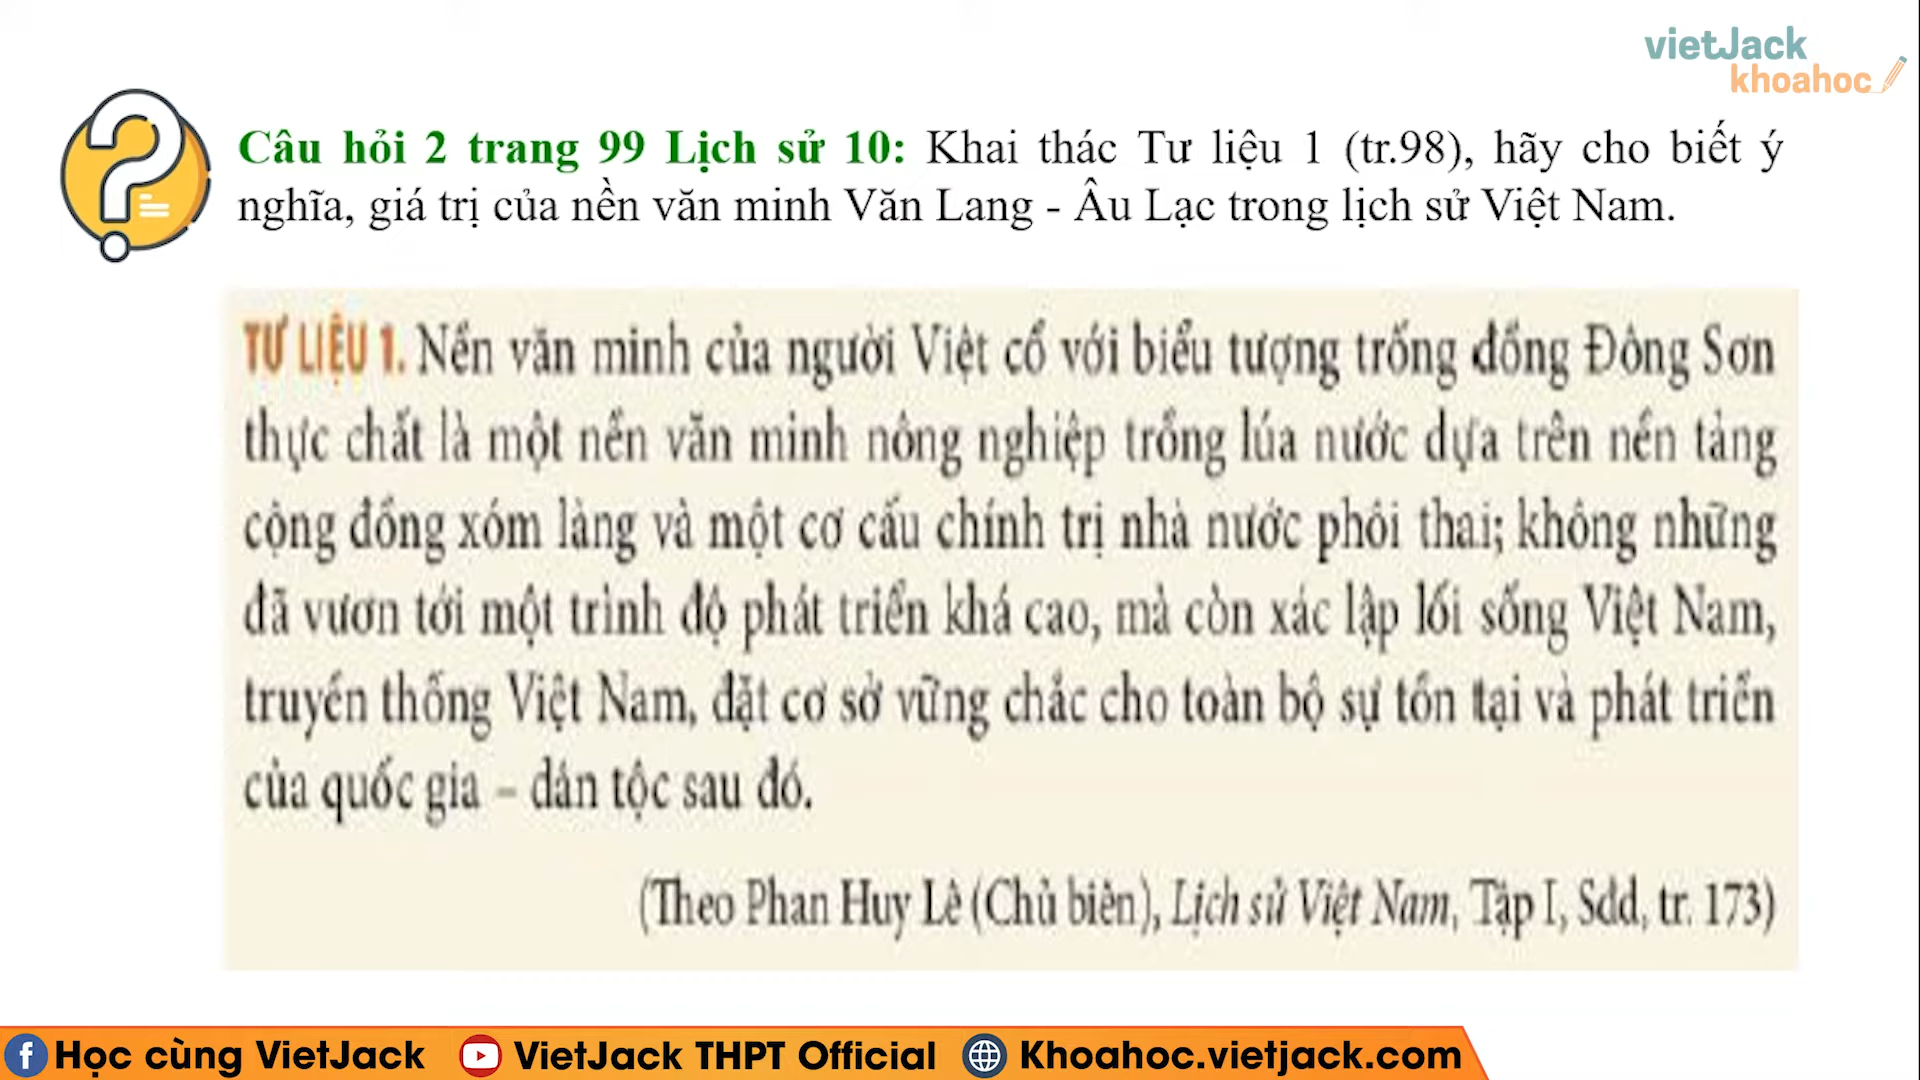 vietJack
khoahoc
Câu hỏi 2 trang 99 Lịch sử 10: Khai thác Tư liệu 1 (tr.98), hãy cho biết ý
nghĩa, giá trị của nền văn minh Văn Lang - Âu Lạc trong lịch sử Việt Nam.
TƯ LIỆU 1. Nền văn minh của người Việt cổ với biểu tượng trống đồng Đông Sơn
thực chất là một nền văn minh nông nghiệp trồng lúa nước dựa trên nền tảng
cộng đồng xóm làng và một cơ cấu chính trị nhà nước phôi thai; không những
đã vươn tới một trình độ phát triển khá cao, mà còn xác lập lối sống Việt Nam,
truyền thống Việt Nam, đặt cơ sở vững chắc cho toàn bộ sự tồn tại và phát triển
của quốc gia – dân tộc sau đó.
(Theo Phan Huy Lê (Chủ biên), Lịch sử Việt Nam, Tập I, Sđd, tr. 173)
Học cùng VietJack VietJack THPT Official Khoahoc.vietjack.com